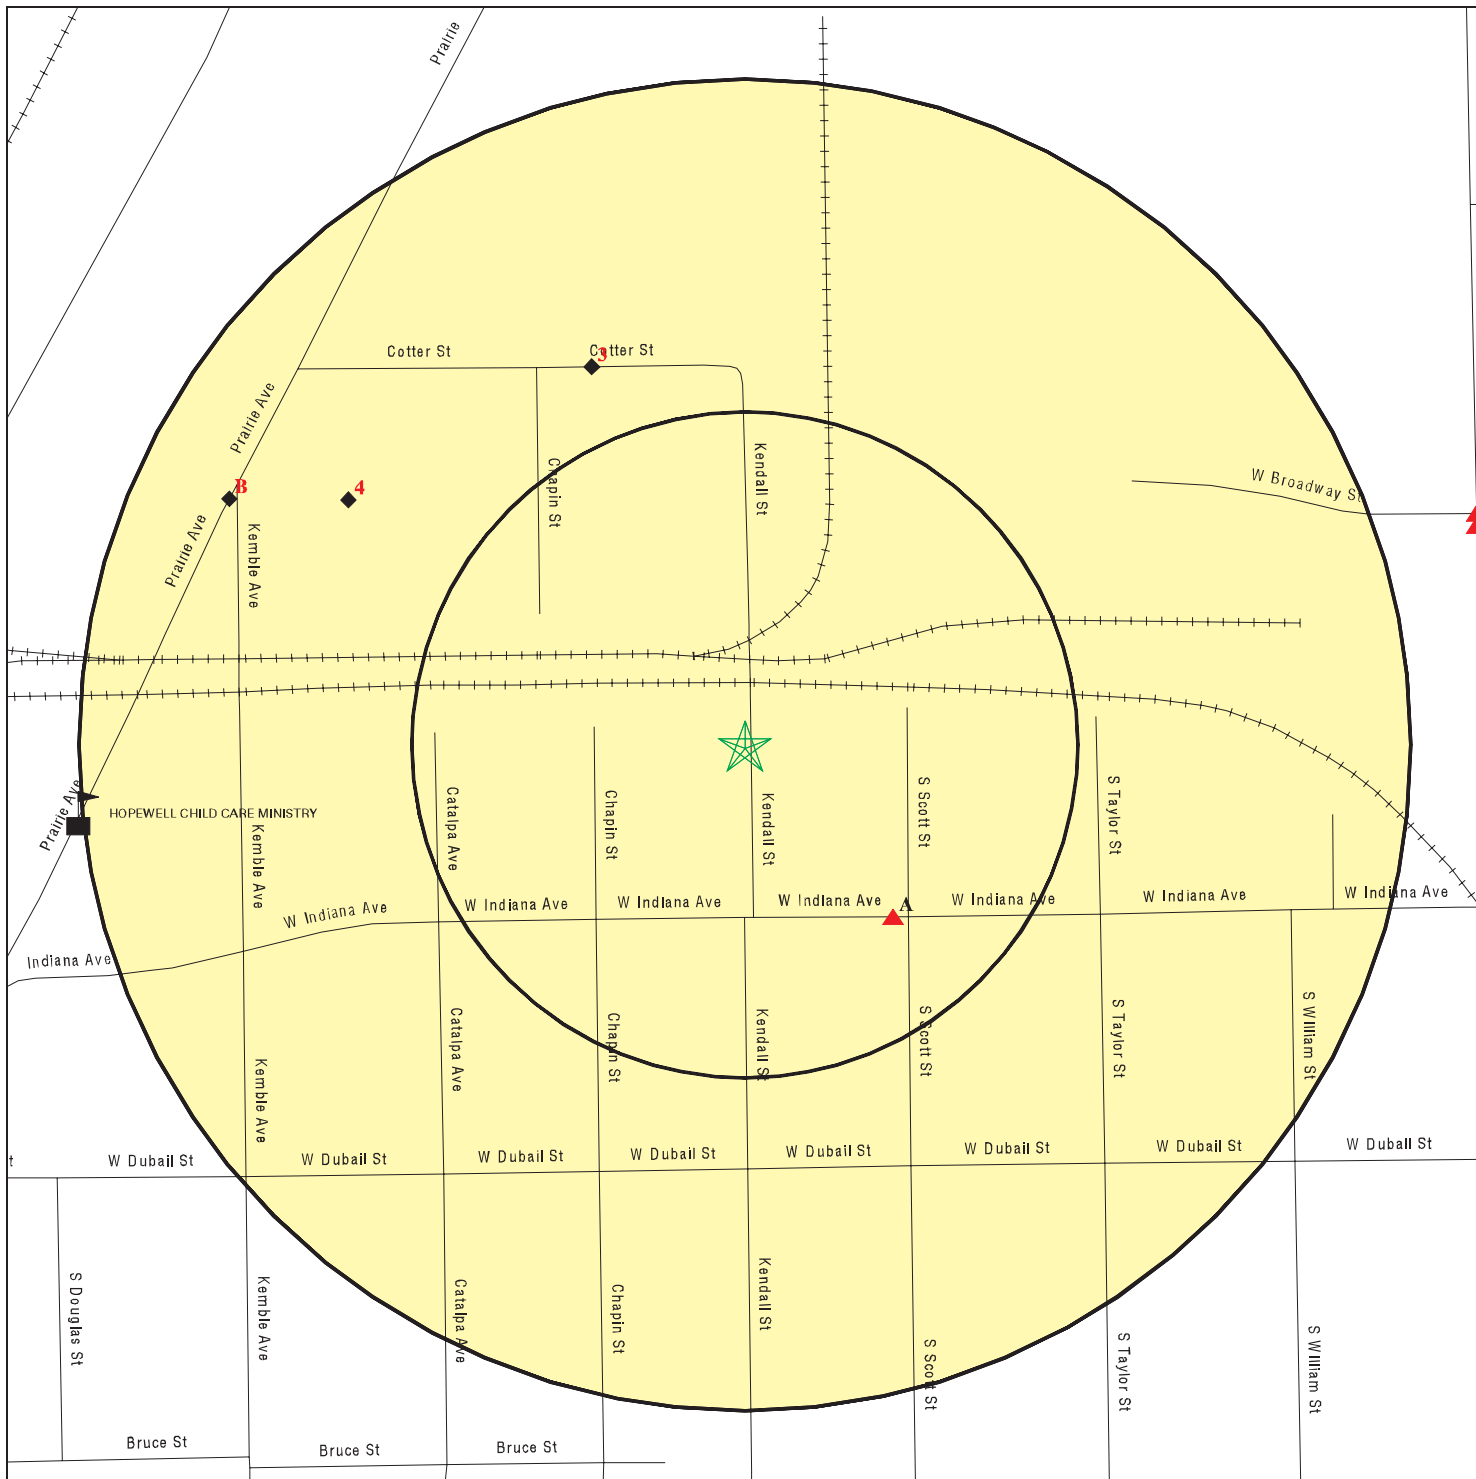 Prairie
Cotter St
Cotter St
3
Prairie Ave
Chapin St
Kendall St
W Broadway St
B
4
Prairie Ave
Kemble Ave
Prairie Ave
HOPEWELL CHILD CARE MINISTRY
Kemble Ave
Catalpa Ave
Chapin St
Kendall St
S Scott St
S Taylor St
Indiana Ave
W Indiana Ave
W Indiana Ave
W Indiana Ave
W Indiana Ave
A
W Indiana Ave
W Indiana Ave
W Indiana Ave
Kemble Ave
Catalpa Ave
Chapin St
Kendall St
S Scott St
S Taylor St
S William St
t
W Dubail St
W Dubail St
W Dubail St
W Dubail St
W Dubail St
W Dubail St
W Dubail St
W Dubail St
S Douglas St
Kemble Ave
Catalpa Ave
Chapin St
Kendall St
S Scott St
S Taylor St
S William St
Bruce St
Bruce St
Bruce St